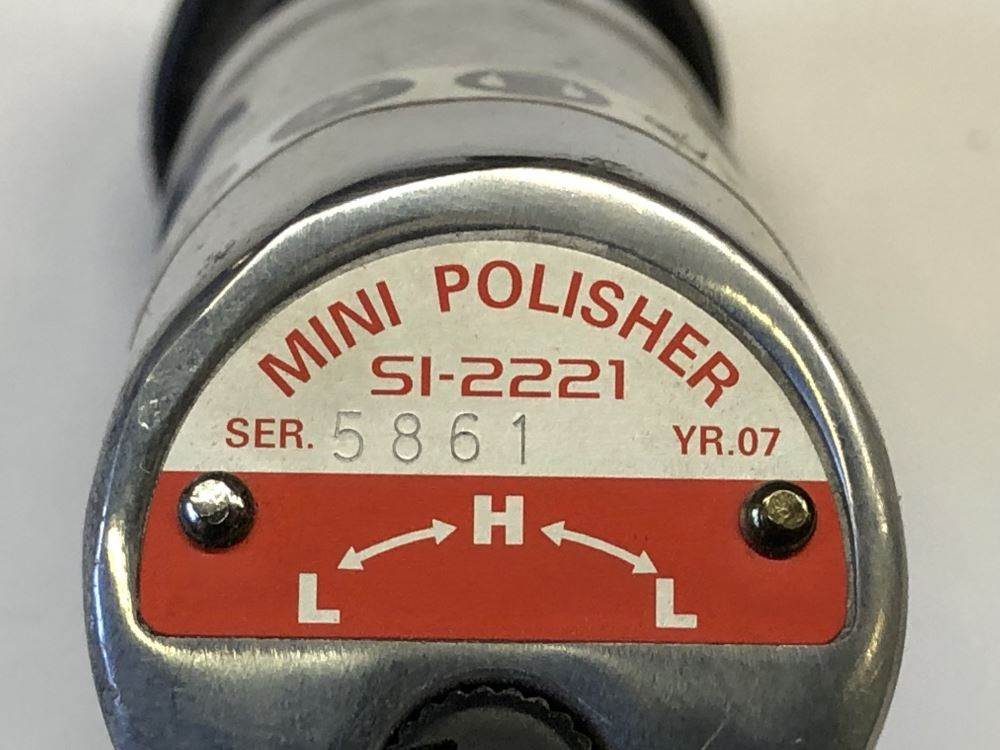 MINI POLISHER
SI-2221
SER. 5861 YR.07
H
L L